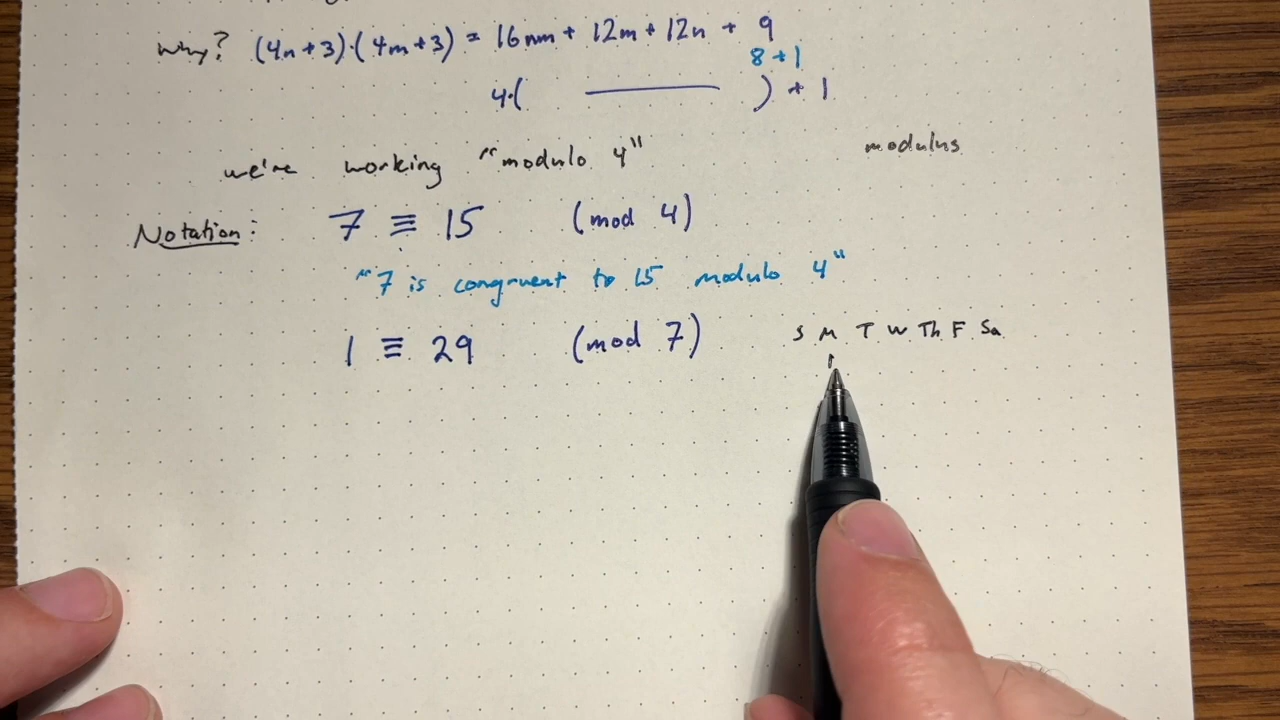 why? (4n+3)·(4m+3) = 16nm + 12m + 12n + 9
8 + 1
4·( ――― ) + 1
we're working "modulo 4" modulus
Notation: 7 ≡ 15 (mod 4)
"7 is congruent to 15 modulo 4"
1 ≡ 29 (mod 7) S M T W Th F Sa
1